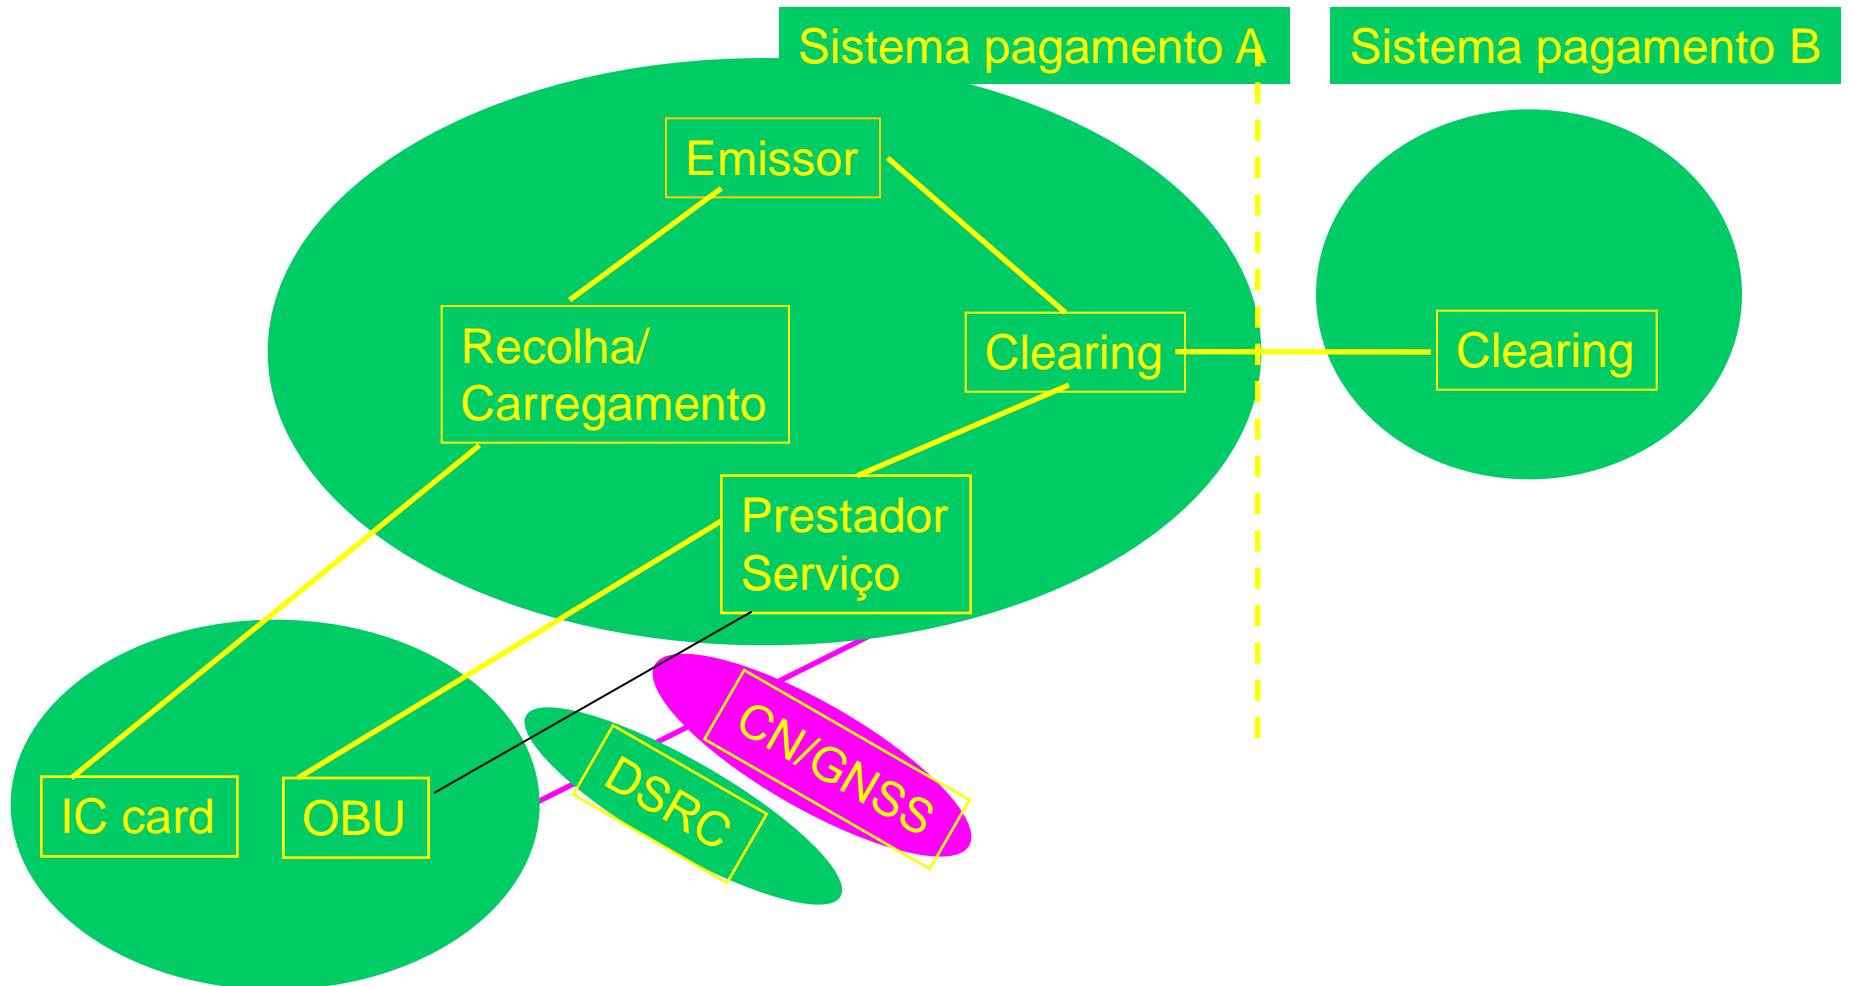 Sistema pagamento A
Sistema pagamento B
Emissor
Recolha/
Carregamento
Clearing
Clearing
Prestador
Serviço
IC card
OBU
DSRC
CN/GNSS